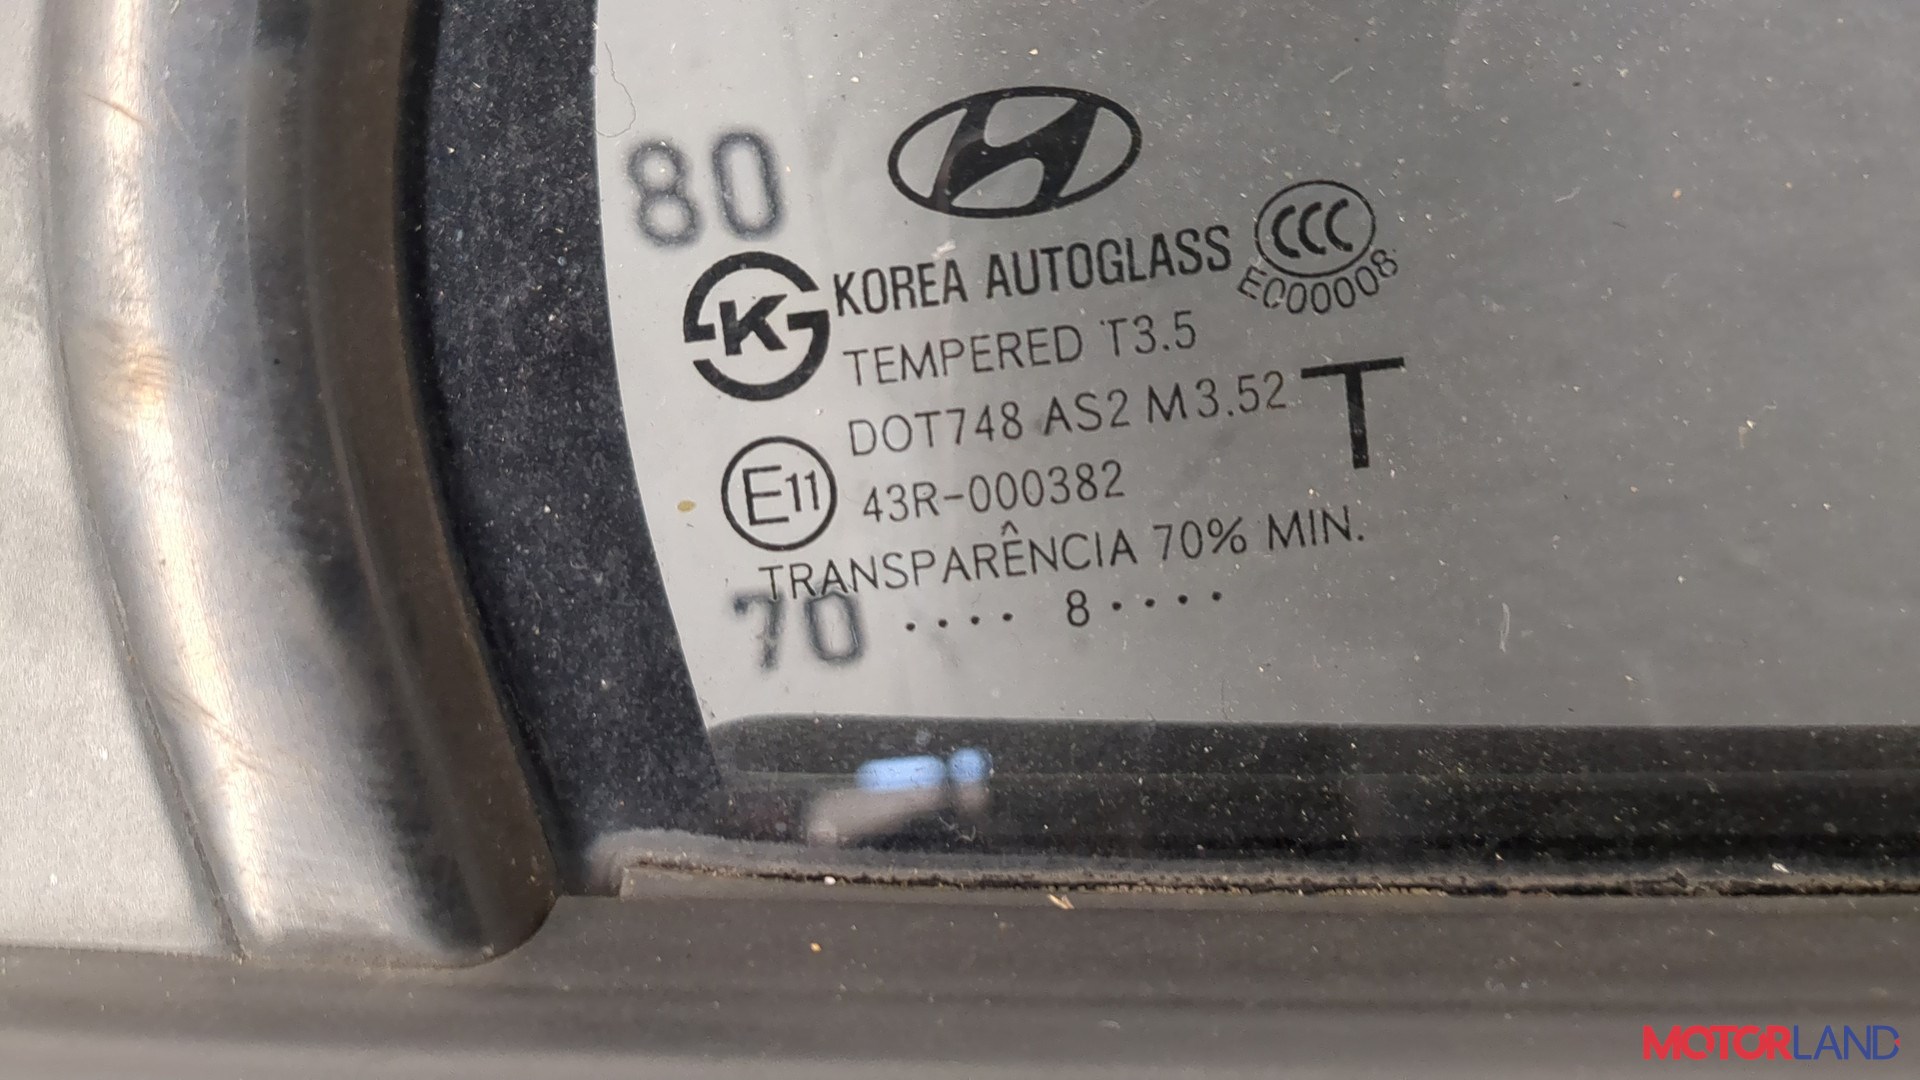 80
KOREA AUTOGLASS
CCC
E000008
K
TEMPERED T3.5
DOT748 AS2 M3.52
T
E11 43R-000382
TRANSPARÊNCIA 70% MIN.
70
.... 8 ....
MOTORLAND